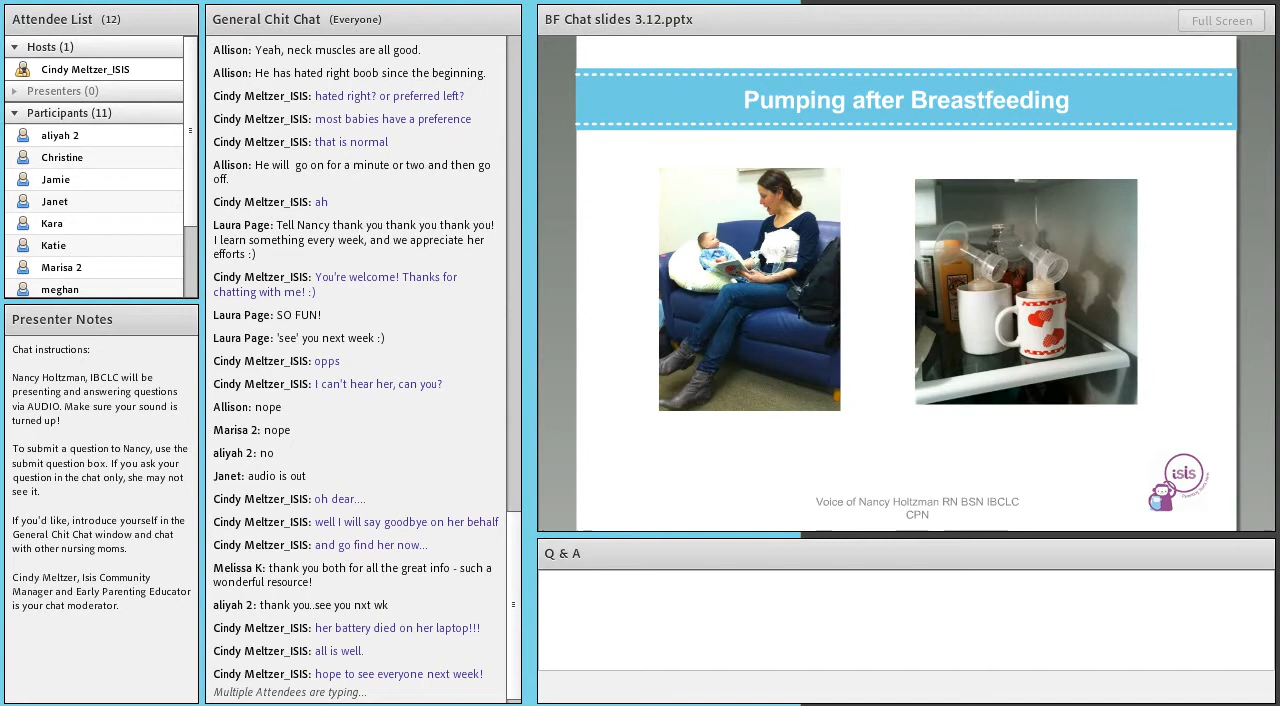 Attendee List (12)
Hosts (1)
Cindy Meltzer_ISIS
Presenters (0)
Participants (11)
aliyah 2
Christine
Jamie
Janet
Kara
Katie
Marisa 2
meghan
Presenter Notes
Chat instructions:
Nancy Holtzman, IBCLC will be
presenting and answering questions
via AUDIO. Make sure your sound is
turned up!
To submit a question to Nancy, use the
submit question box. If you ask your
question in the chat only, she may not
see it.
If you'd like, introduce yourself in the
General Chit Chat window and chat
with other nursing moms.
Cindy Meltzer, Isis Community
Manager and Early Parenting Educator
is your chat moderator.
General Chit Chat (Everyone)
Allison: Yeah, neck muscles are all good.
Allison: He has hated right boob since the beginning.
Cindy Meltzer_ISIS: hated right? or preferred left?
Cindy Meltzer_ISIS: most babies have a preference
Cindy Meltzer_ISIS: that is normal
Allison: He will go on for a minute or two and then go
off.
Cindy Meltzer_ISIS: ah
Laura Page: Tell Nancy thank you thank you thank you!
I learn something every week, and we appreciate her
efforts :)
Cindy Meltzer_ISIS: You're welcome! Thanks for
chatting with me! :)
Laura Page: SO FUN!
Laura Page: 'see' you next week :)
Cindy Meltzer_ISIS: opps
Cindy Meltzer_ISIS: I can't hear her, can you?
Allison: nope
Marisa 2: nope
aliyah 2: no
Janet: audio is out
Cindy Meltzer_ISIS: oh dear....
Cindy Meltzer_ISIS: well I will say goodbye on her behalf
Cindy Meltzer_ISIS: and go find her now...
Melissa K: thank you both for all the great info - such a
wonderful resource!
aliyah 2: thank you..see you nxt wk
Cindy Meltzer_ISIS: her battery died on her laptop!!!
Cindy Meltzer_ISIS: all is well.
Cindy Meltzer_ISIS: hope to see everyone next week!
Multiple Attendees are typing...
BF Chat slides 3.12.pptx
Full Screen
Pumping after Breastfeeding
isis
Voice of Nancy Holtzman RN BSN IBCLC
CPN
Q & A